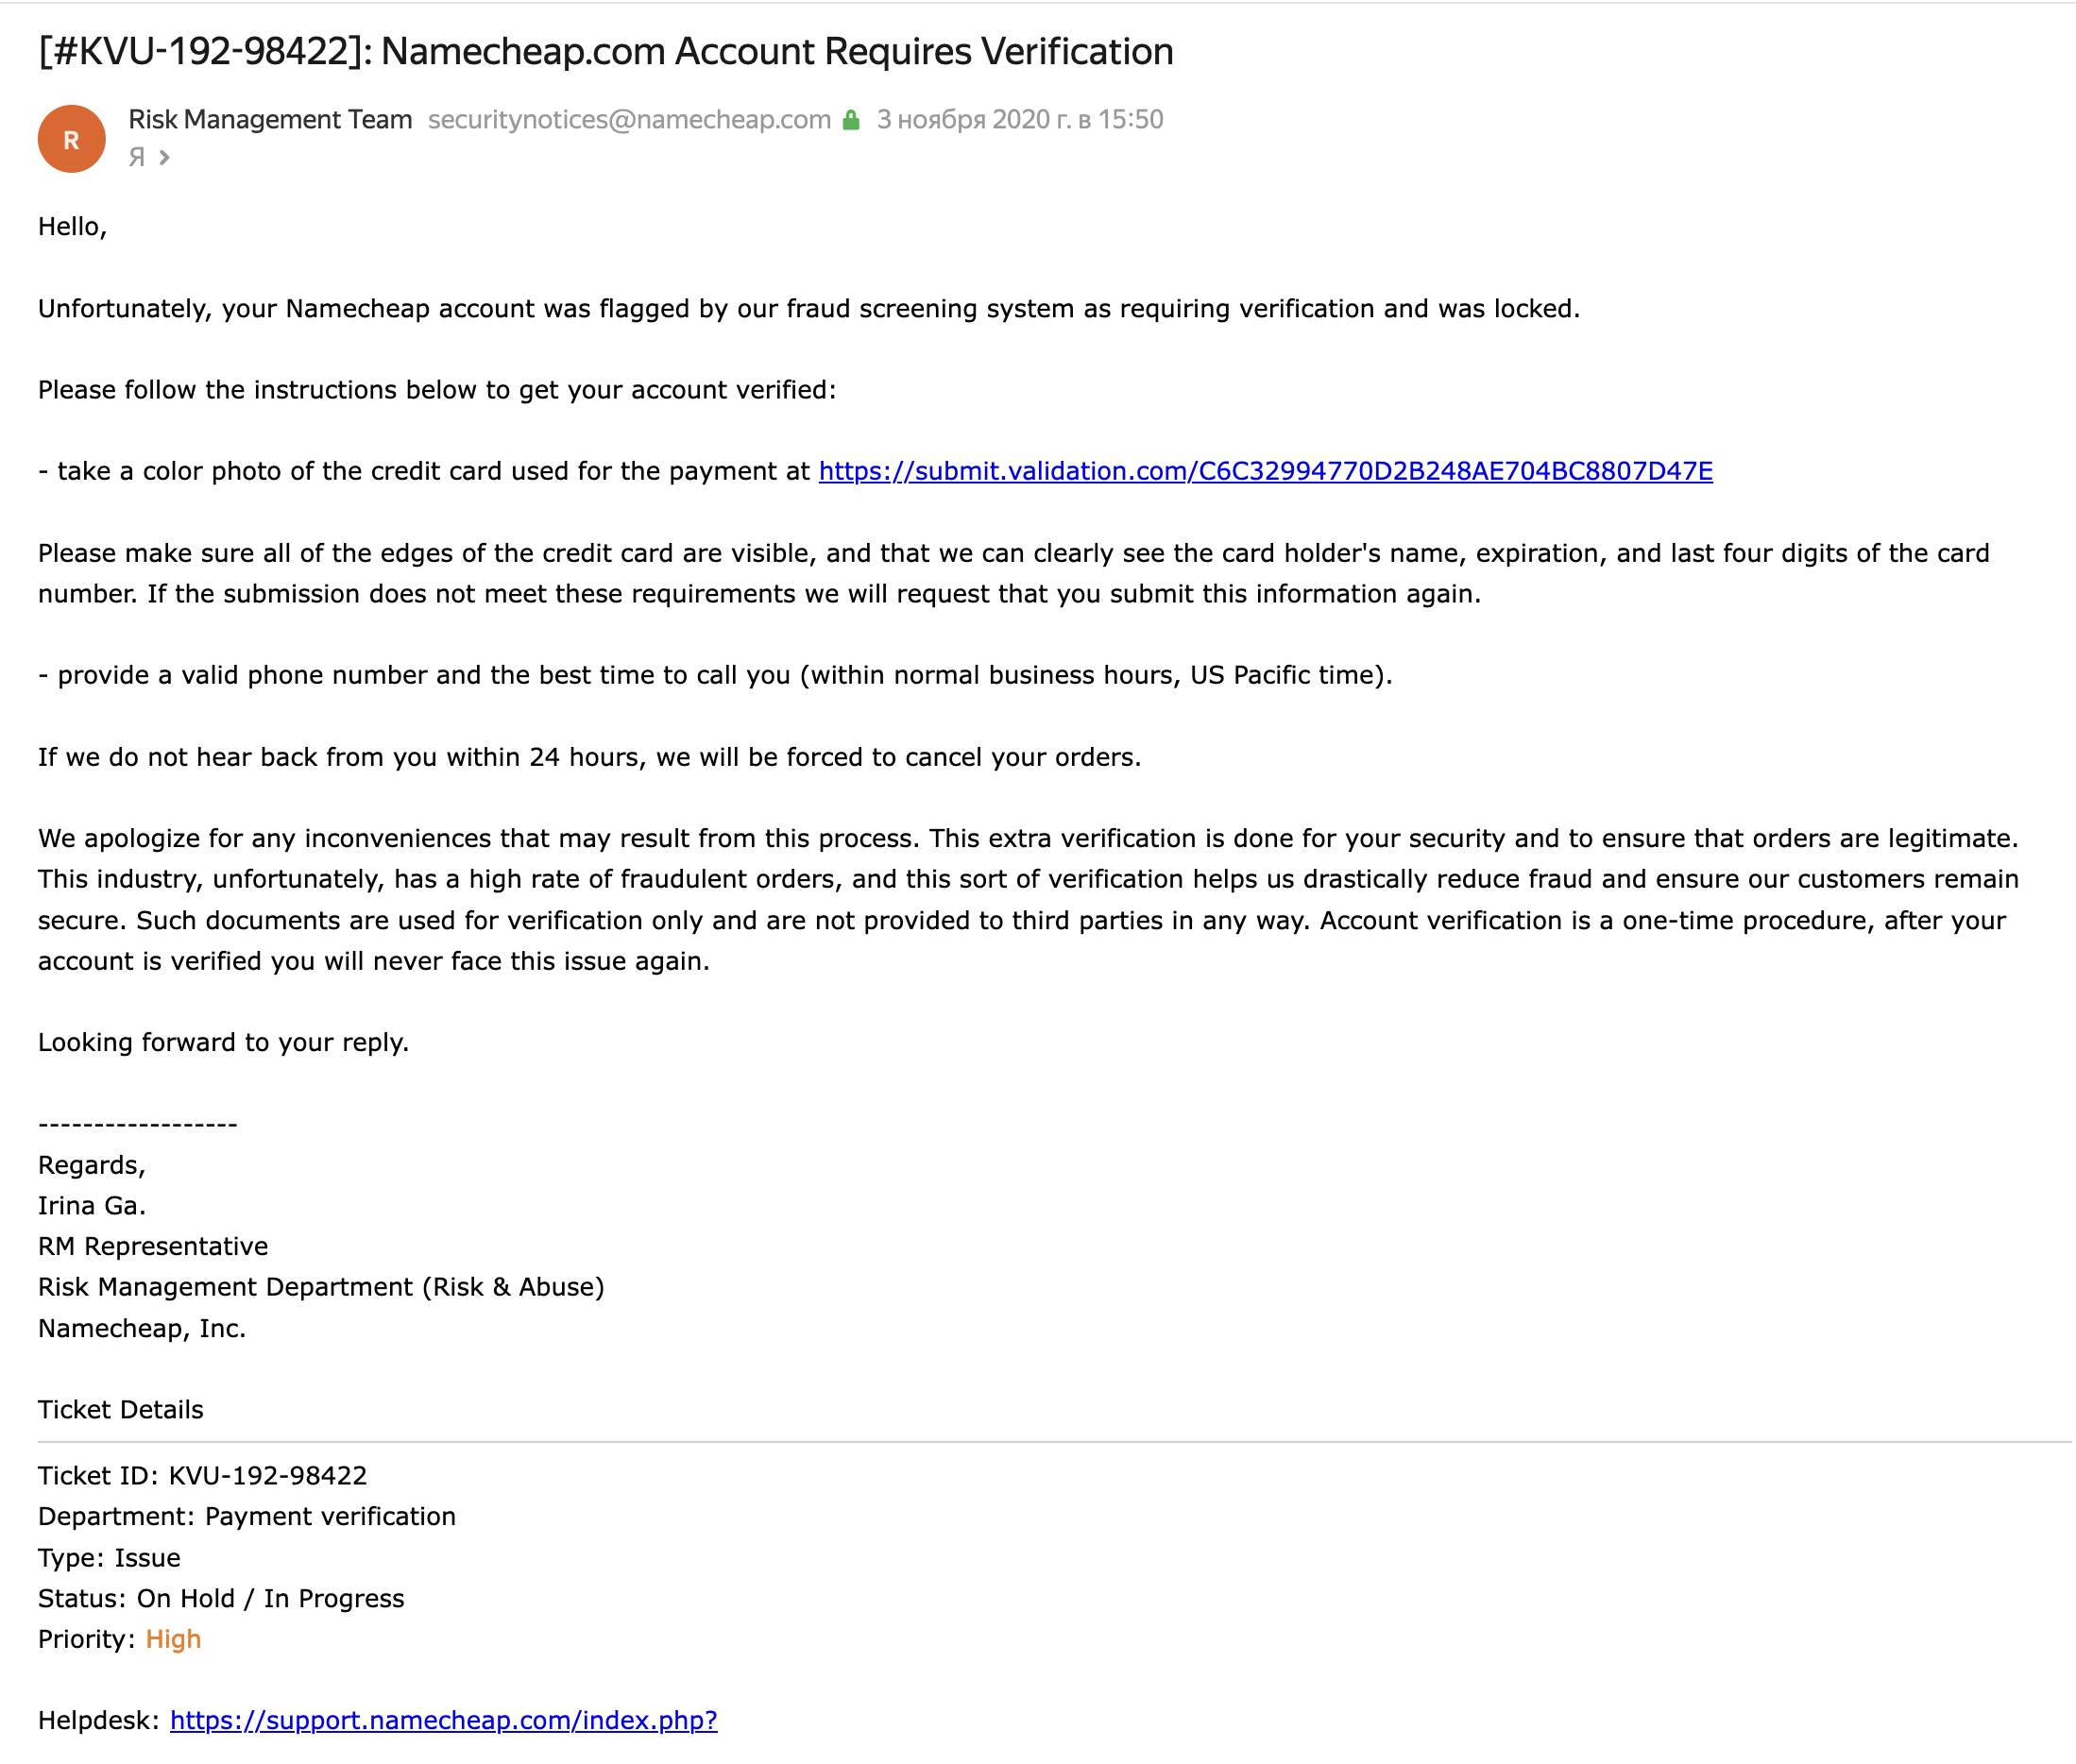 [#KVU-192-98422]: Namecheap.com Account Requires Verification
R
Risk Management Team securitynotices@namecheap.com 3 ноября 2020 г. в 15:50
Я >
Hello,
Unfortunately, your Namecheap account was flagged by our fraud screening system as requiring verification and was locked.
Please follow the instructions below to get your account verified:
- take a color photo of the credit card used for the payment at https://submit.validation.com/C6C32994770D2B248AE704BC8807D47E
Please make sure all of the edges of the credit card are visible, and that we can clearly see the card holder's name, expiration, and last four digits of the card
number. If the submission does not meet these requirements we will request that you submit this information again.
- provide a valid phone number and the best time to call you (within normal business hours, US Pacific time).
If we do not hear back from you within 24 hours, we will be forced to cancel your orders.
We apologize for any inconveniences that may result from this process. This extra verification is done for your security and to ensure that orders are legitimate.
This industry, unfortunately, has a high rate of fraudulent orders, and this sort of verification helps us drastically reduce fraud and ensure our customers remain
secure. Such documents are used for verification only and are not provided to third parties in any way. Account verification is a one-time procedure, after your
account is verified you will never face this issue again.
Looking forward to your reply.
------------------
Regards,
Irina Ga.
RM Representative
Risk Management Department (Risk & Abuse)
Namecheap, Inc.
Ticket Details
Ticket ID: KVU-192-98422
Department: Payment verification
Type: Issue
Status: On Hold / In Progress
Priority: High
Helpdesk: https://support.namecheap.com/index.php?